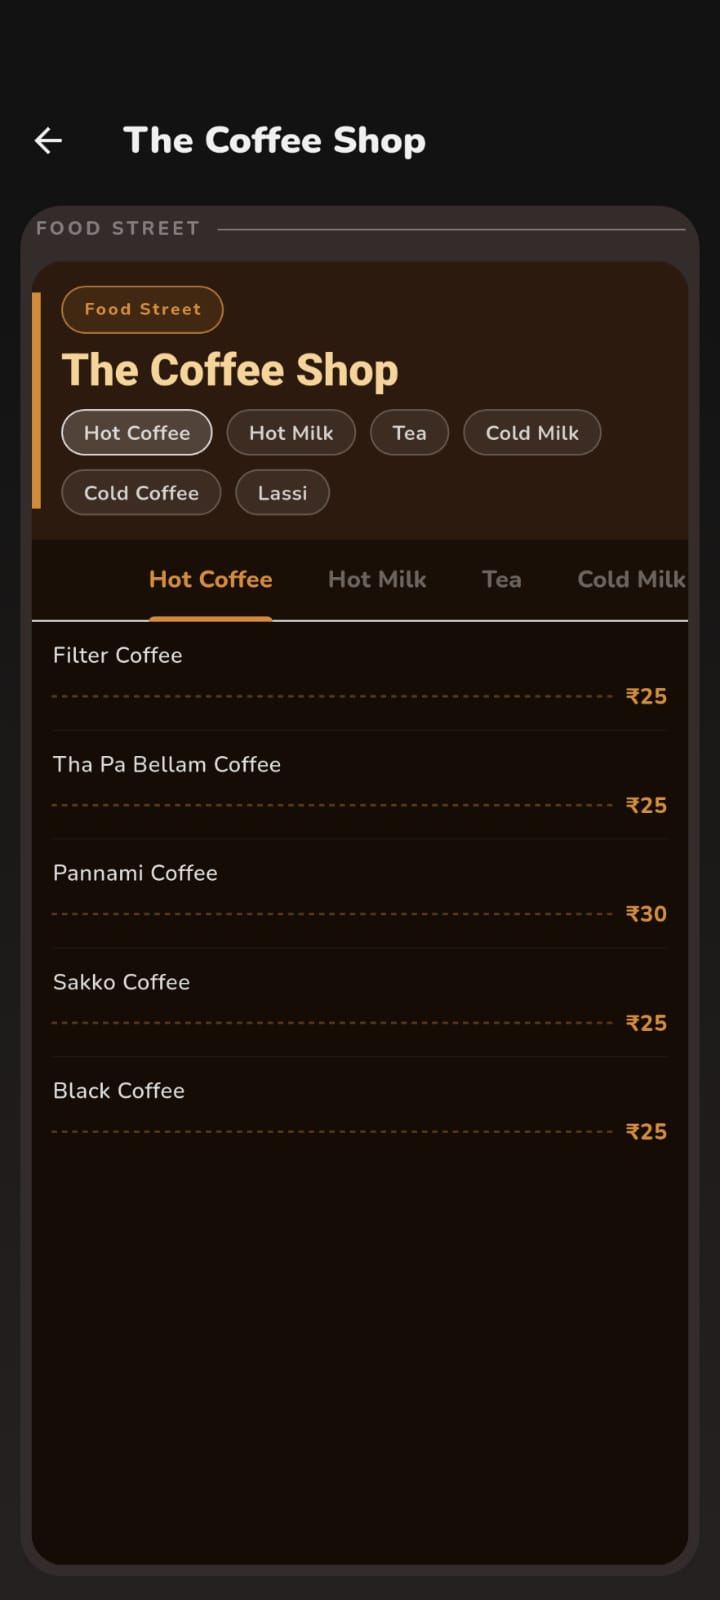 The Coffee Shop
FOOD STREET
Food Street
The Coffee Shop
Hot Coffee Hot Milk Tea Cold Milk
Cold Coffee Lassi
Hot Coffee Hot Milk Tea Cold Milk
Filter Coffee
₹25
Tha Pa Bellam Coffee
₹25
Pannami Coffee
₹30
Sakko Coffee
₹25
Black Coffee
₹25